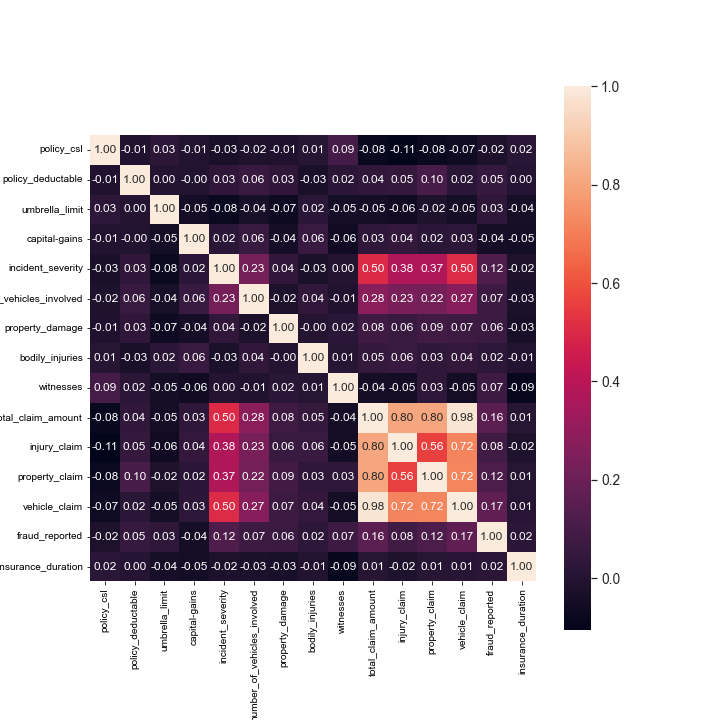 1.0
policy_csl 1.00 -0.01 0.03 -0.01 -0.03 -0.02 -0.01 0.01 0.09 -0.08 -0.11 -0.08 -0.07 -0.02 0.02
policy_deductable -0.01 1.00 0.00 -0.00 0.03 0.06 0.03 -0.03 0.02 0.04 0.05 0.10 0.02 0.05 0.00
0.8
umbrella_limit 0.03 0.00 1.00 -0.05 -0.08 -0.04 -0.07 0.02 -0.05 -0.05 -0.06 -0.02 -0.05 0.03 -0.04
capital-gains -0.01 -0.00 -0.05 1.00 0.02 0.06 -0.04 0.06 -0.06 0.03 0.04 0.02 0.03 -0.04 -0.05
incident_severity -0.03 0.03 -0.08 0.02 1.00 0.23 0.04 -0.03 0.00 0.50 0.38 0.37 0.50 0.12 -0.02
0.6
_vehicles_involved -0.02 0.06 -0.04 0.06 0.23 1.00 -0.02 0.04 -0.01 0.28 0.23 0.22 0.27 0.07 -0.03
property_damage -0.01 0.03 -0.07 -0.04 0.04 -0.02 1.00 -0.00 0.02 0.08 0.06 0.09 0.07 0.06 -0.03
bodily_injuries 0.01 -0.03 0.02 0.06 -0.03 0.04 -0.00 1.00 0.01 0.05 0.06 0.03 0.04 0.02 -0.01
0.4
witnesses 0.09 0.02 -0.05 -0.06 0.00 -0.01 0.02 0.01 1.00 -0.04 -0.05 0.03 -0.05 0.07 -0.09
otal_claim_amount -0.08 0.04 -0.05 0.03 0.50 0.28 0.08 0.05 -0.04 1.00 0.80 0.80 0.98 0.16 0.01
injury_claim -0.11 0.05 -0.06 0.04 0.38 0.23 0.06 0.06 -0.05 0.80 1.00 0.56 0.72 0.08 -0.02
0.2
property_claim -0.08 0.10 -0.02 0.02 0.37 0.22 0.09 0.03 0.03 0.80 0.56 1.00 0.72 0.12 0.01
vehicle_claim -0.07 0.02 -0.05 0.03 0.50 0.27 0.07 0.04 -0.05 0.98 0.72 0.72 1.00 0.17 0.01
fraud_reported -0.02 0.05 0.03 -0.04 0.12 0.07 0.06 0.02 0.07 0.16 0.08 0.12 0.17 1.00 0.02
nsurance_duration 0.02 0.00 -0.04 -0.05 -0.02 -0.03 -0.03 -0.01 -0.09 0.01 -0.02 0.01 0.01 0.02 1.00
0.0
policy_csl
policy_deductable
umbrella_limit
capital-gains
incident_severity
number_of_vehicles_involved
property_damage
bodily_injuries
witnesses
total_claim_amount
injury_claim
property_claim
vehicle_claim
fraud_reported
insurance_duration